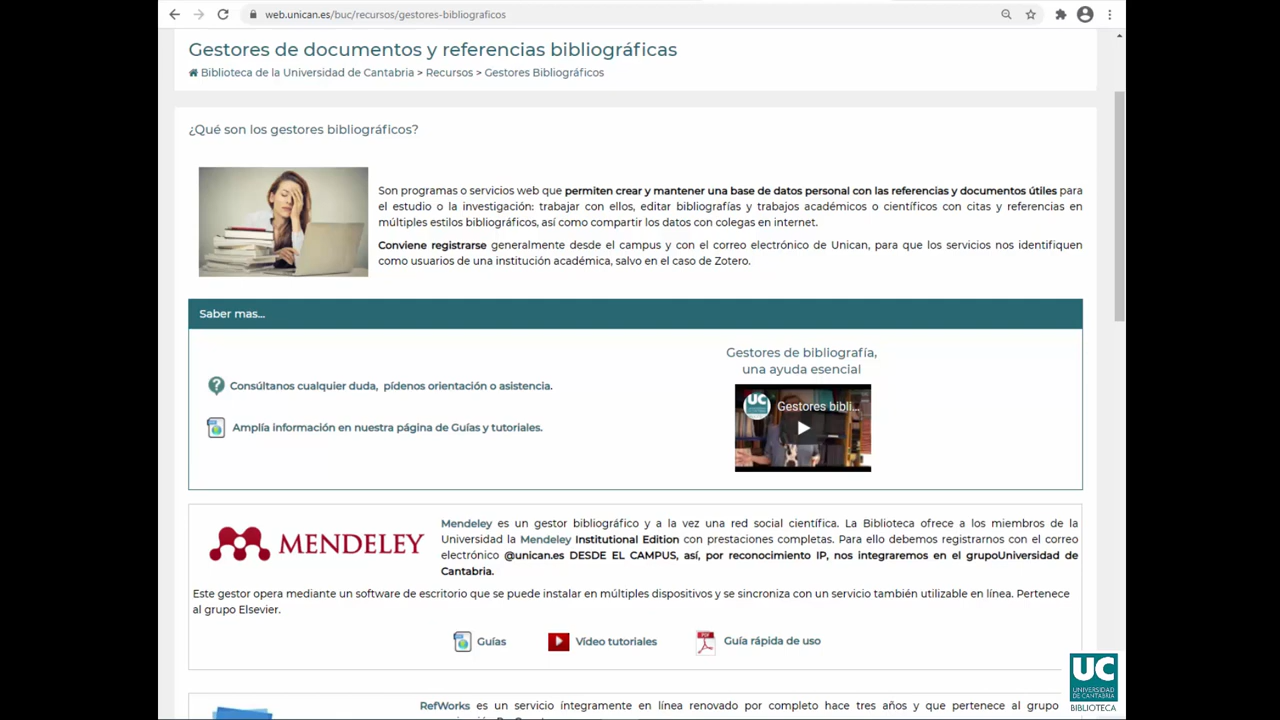 web.unican.es/buc/recursos/gestores-bibliograficos
Gestores de documentos y referencias bibliográficas
Biblioteca de la Universidad de Cantabria > Recursos > Gestores Bibliográficos
¿Qué son los gestores bibliográficos?
Son programas o servicios web que permiten crear y mantener una base de datos personal con las referencias y documentos útiles para
el estudio o la investigación: trabajar con ellos, editar bibliografías y trabajos académicos o científicos con citas y referencias en
múltiples estilos bibliográficos, así como compartir los datos con colegas en internet.
Conviene registrarse generalmente desde el campus y con el correo electrónico de Unican, para que los servicios nos identifiquen
como usuarios de una institución académica, salvo en el caso de Zotero.
Saber mas...
Gestores de bibliografía,
una ayuda esencial
Consúltanos cualquier duda, pídenos orientación o asistencia.
UC Gestores bibli...
Amplía información en nuestra página de Guías y tutoriales.
MENDELEY
Mendeley es un gestor bibliográfico y a la vez una red social científica. La Biblioteca ofrece a los miembros de la
Universidad la Mendeley Institutional Edition con prestaciones completas. Para ello debemos registrarnos con el correo
electrónico @unican.es DESDE EL CAMPUS, así, por reconocimiento IP, nos integraremos en el grupoUniversidad de
Cantabria.
Este gestor opera mediante un software de escritorio que se puede instalar en múltiples dispositivos y se sincroniza con un servicio también utilizable en línea. Pertenece
al grupo Elsevier.
Guías
Vídeo tutoriales
PDF
Guía rápida de uso
RefWorks es un servicio íntegramente en línea renovado por completo hace tres años y que pertenece al grupo
UC
UNIVERSIDAD
DE CANTABRIA
BIBLIOTECA